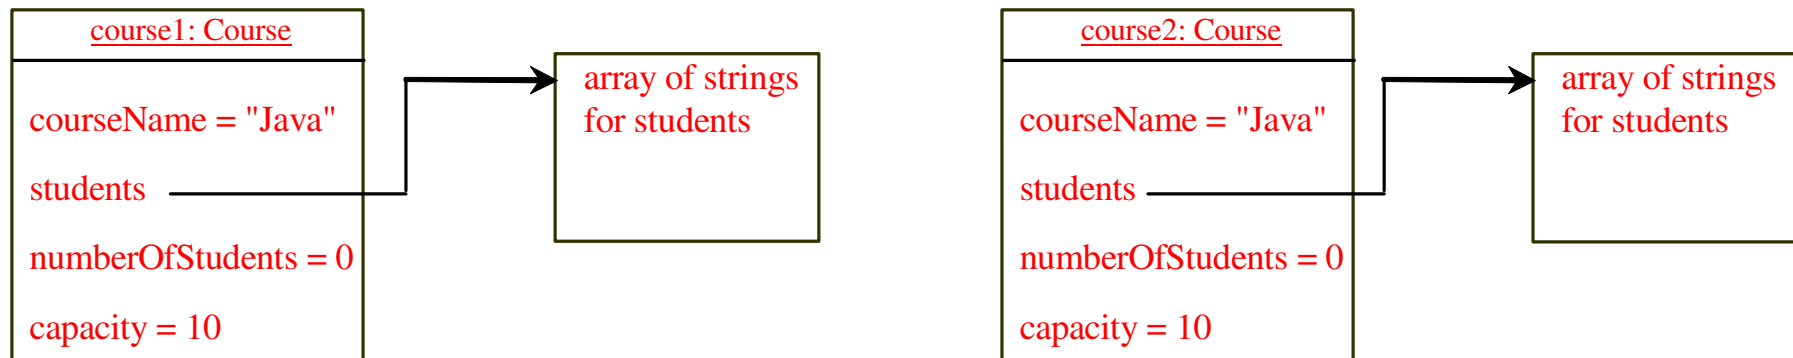 course1: Course
courseName = "Java"
students
numberOfStudents = 0
capacity = 10
array of strings
for students
course2: Course
courseName = "Java"
students
numberOfStudents = 0
capacity = 10
array of strings
for students